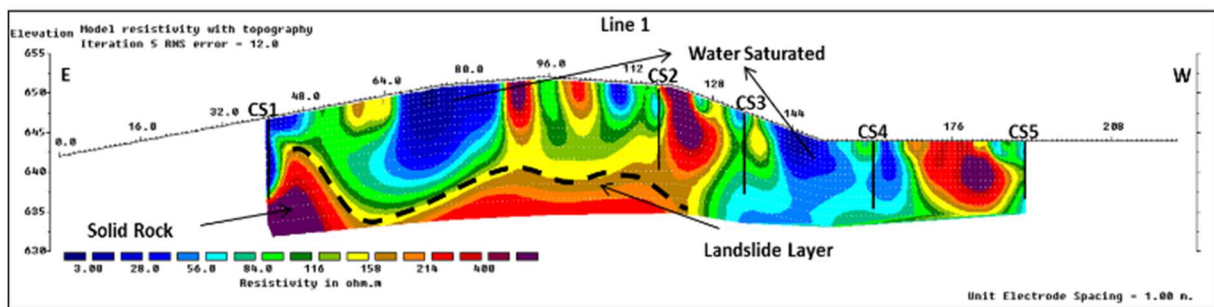 Line 1
Elevation Model resistivity with topography
Iteration 5 RMS error = 12.0
655
E
W
Water Saturated
650
645
640
635
630
0.0
16.0
32.0
48.0
64.0
80.0
96.0
112
128
144
176
208
CS1
CS2
CS3
CS4
CS5
Solid Rock
Landslide Layer
3.00 28.0 56.0 84.0 116 158 214 400
Resistivity in ohm.m
Unit Electrode Spacing = 1.00 m.